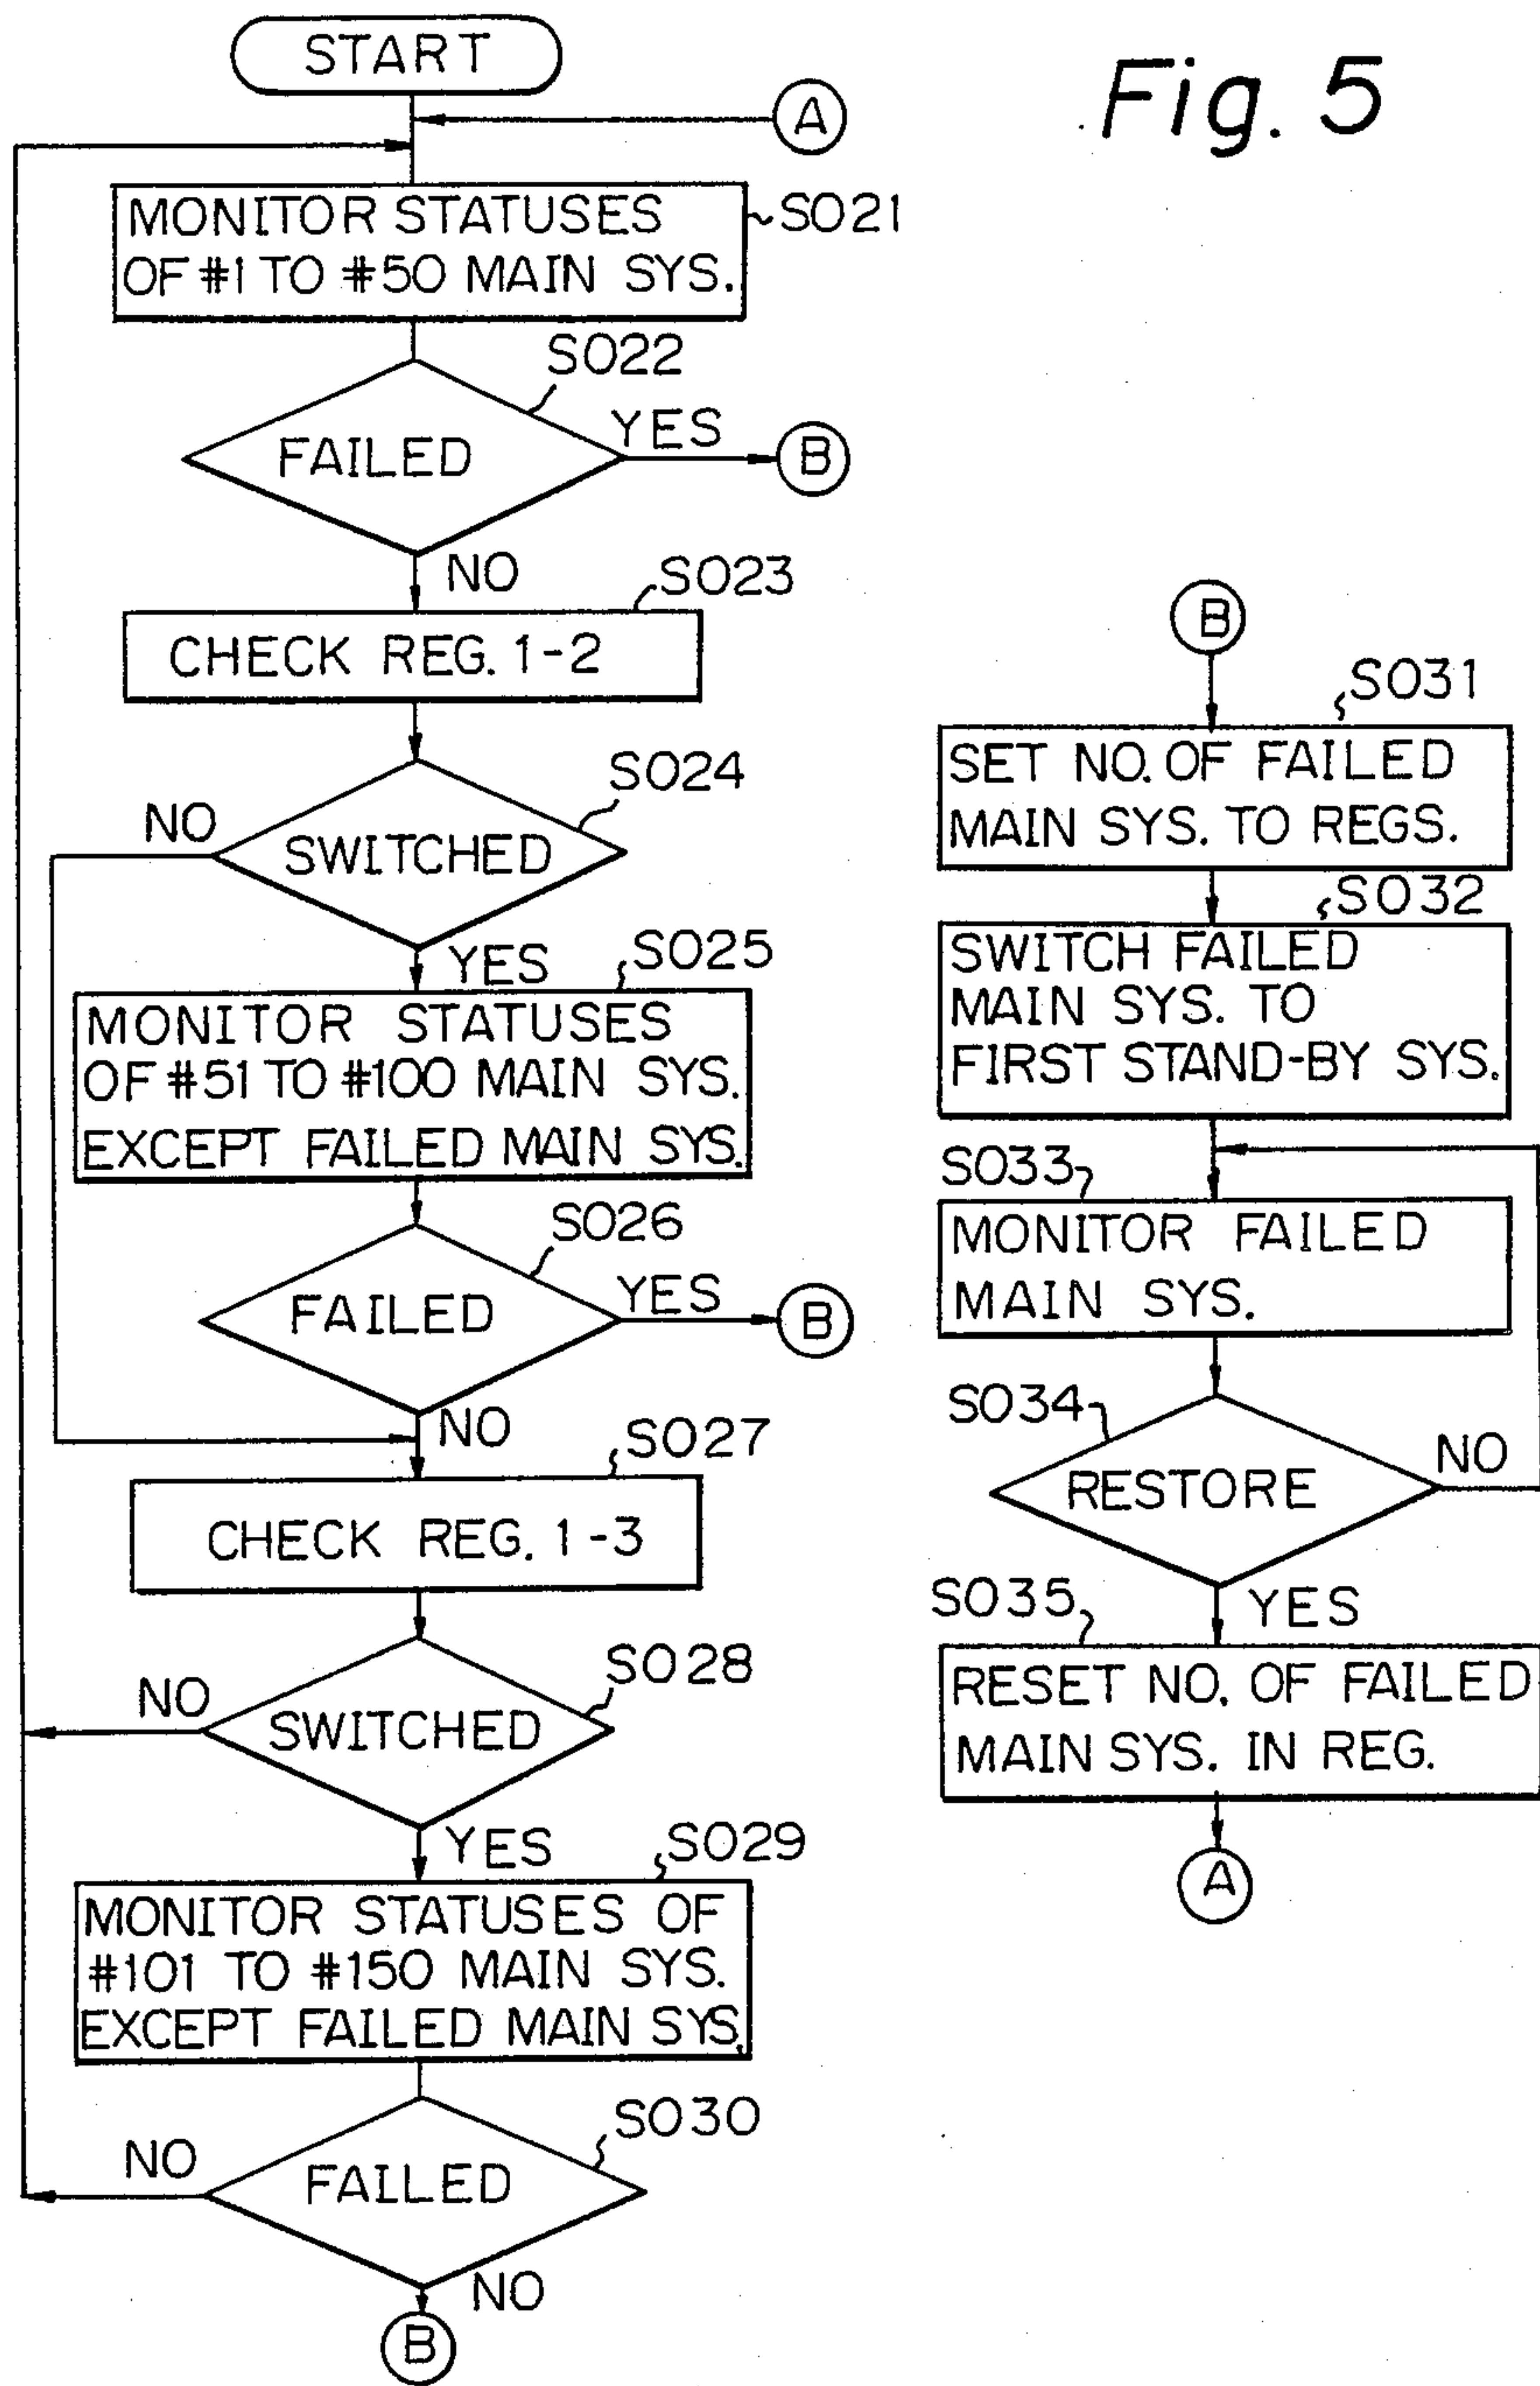 Fig. 5
START
A
MONITOR STATUSES
OF #1 TO #50 MAIN SYS.
S021
S022
FAILED
YES
B
NO
S023
CHECK REG. 1-2
S024
NO
SWITCHED
YES
S025
MONITOR STATUSES
OF #51 TO #100 MAIN SYS.
EXCEPT FAILED MAIN SYS.
S026
FAILED
YES
B
NO
S027
CHECK REG. 1-3
S028
NO
SWITCHED
YES
S029
MONITOR STATUSES OF
#101 TO #150 MAIN SYS.
EXCEPT FAILED MAIN SYS.
S030
NO
FAILED
NO
B
B
S031
SET NO. OF FAILED
MAIN SYS. TO REGS.
S032
SWITCH FAILED
MAIN SYS. TO
FIRST STAND-BY SYS.
S033
MONITOR FAILED
MAIN SYS.
S034
RESTORE
NO
YES
S035
RESET NO. OF FAILED
MAIN SYS. IN REG.
A